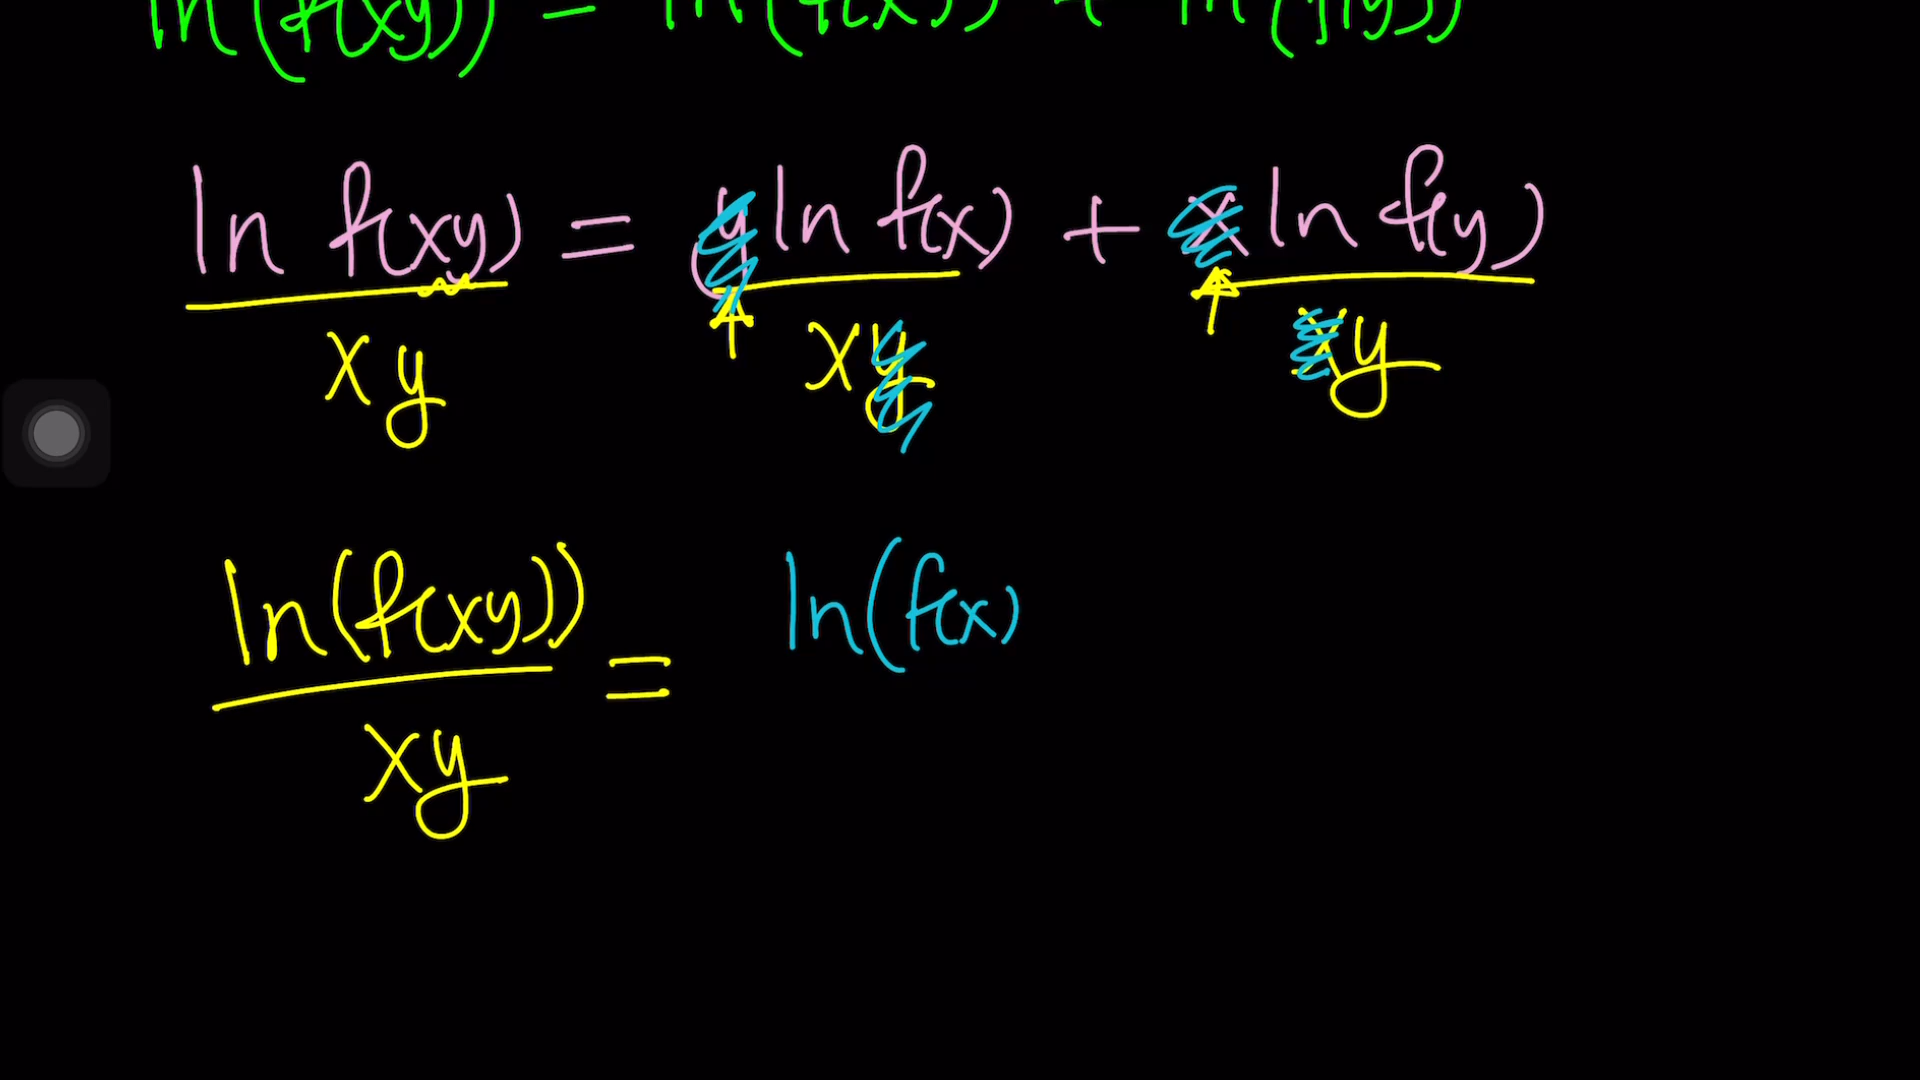 ln(f(xy)) = ln(f(x)) + ln(f(y))
ln f(xy) = y ln f(x) + x ln f(y)
xy xy xy
ln(f(xy)) = ln(f(x)
xy